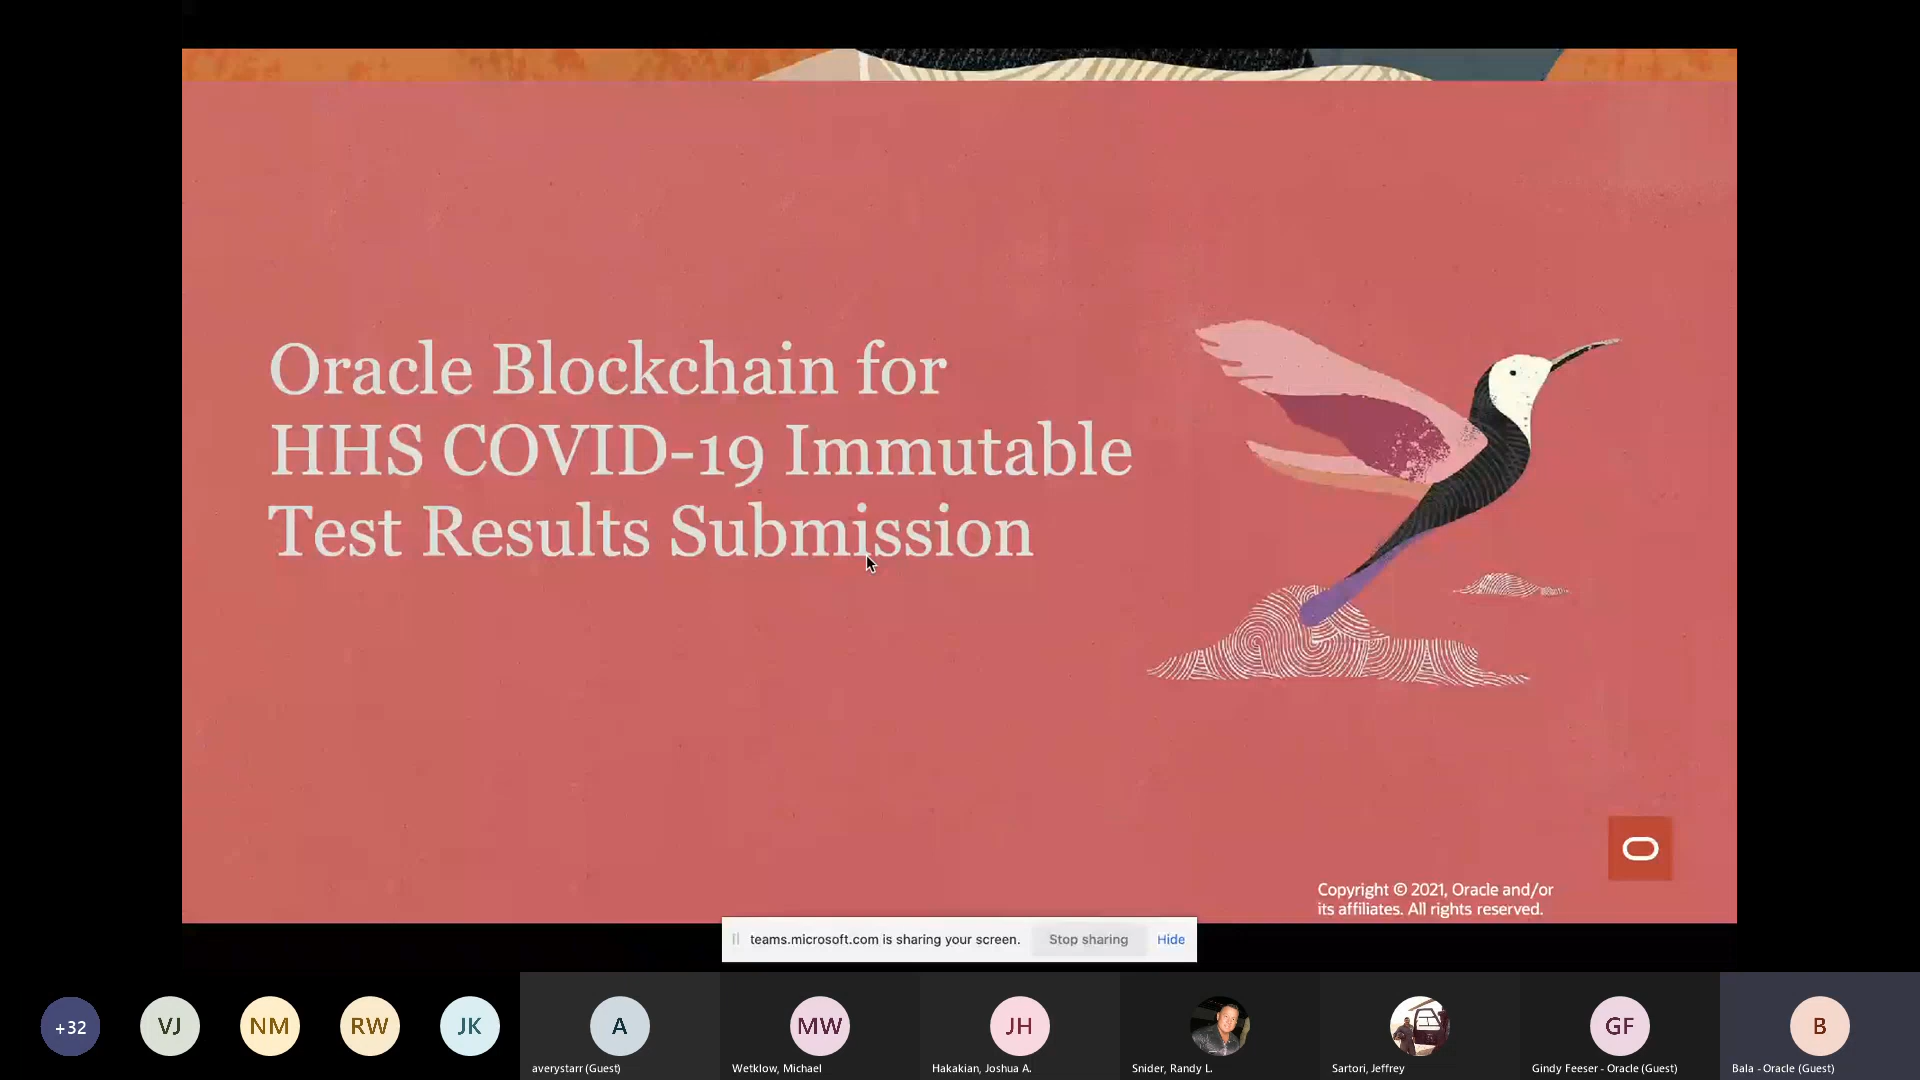 Oracle Blockchain for
HHS COVID-19 Immutable
Test Results Submission
Copyright © 2021, Oracle and/or
its affiliates. All rights reserved.
teams.microsoft.com is sharing your screen. Stop sharing Hide
+32 VJ NM RW JK A MW JH GF B
averystarr (Guest) Wetklow, Michael Hakakian, Joshua A. Snider, Randy L. Sartori, Jeffrey Gindy Feeser - Oracle (Guest) Bala - Oracle (Guest)